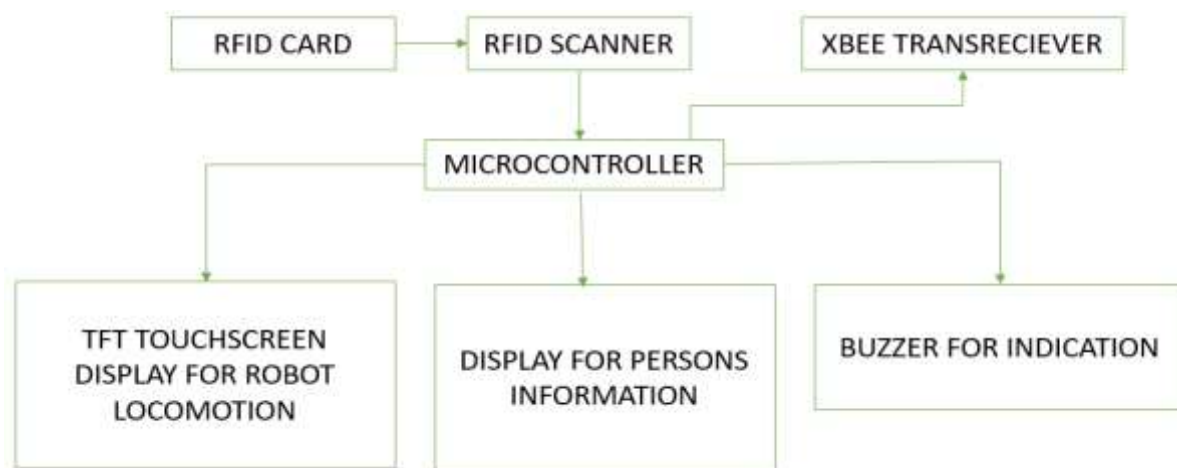 RFID CARD
RFID SCANNER
XBEE TRANSRECIEVER
MICROCONTROLLER
TFT TOUCHSCREEN
DISPLAY FOR ROBOT
LOCOMOTION
DISPLAY FOR PERSONS
INFORMATION
BUZZER FOR INDICATION